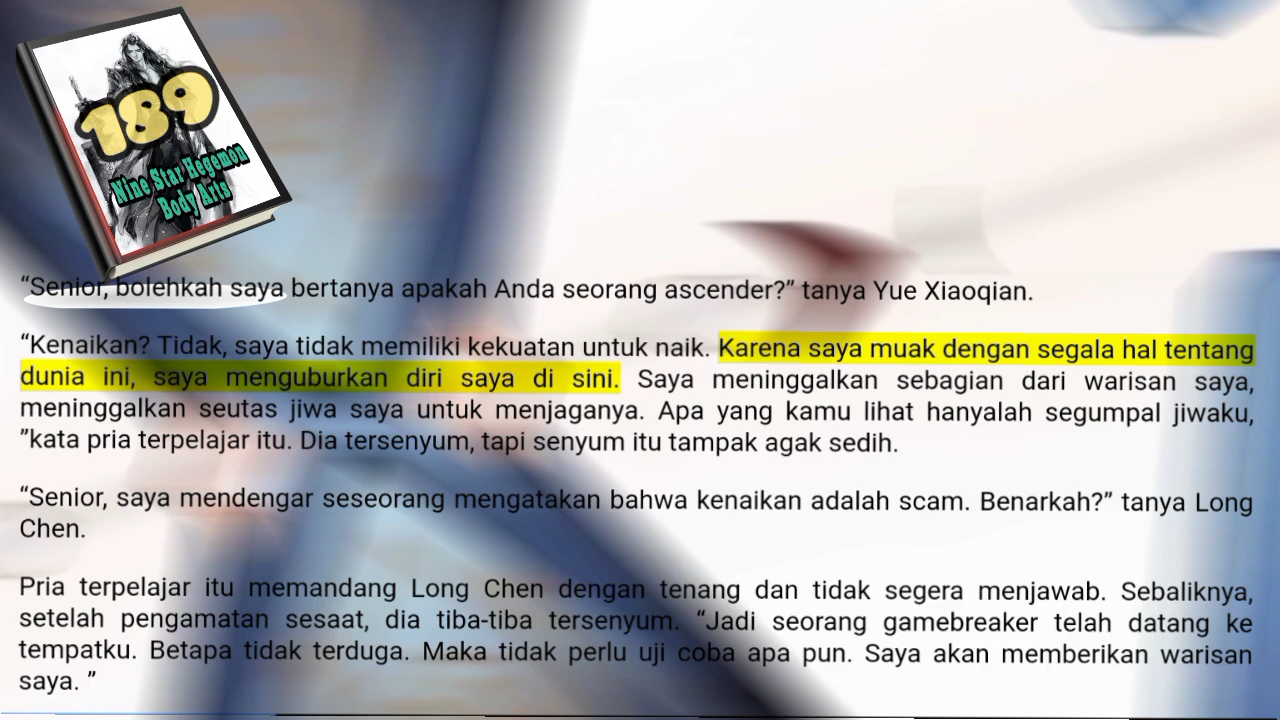 189
Nine Star Hegemon
Body Arts
“Senior, bolehkah saya bertanya apakah Anda seorang ascender?” tanya Yue Xiaoqian.
“Kenaikan? Tidak, saya tidak memiliki kekuatan untuk naik. Karena saya muak dengan segala hal tentang
dunia ini, saya menguburkan diri saya di sini. Saya meninggalkan sebagian dari warisan saya,
meninggalkan seutas jiwa saya untuk menjaganya. Apa yang kamu lihat hanyalah segumpal jiwaku,
”kata pria terpelajar itu. Dia tersenyum, tapi senyum itu tampak agak sedih.
“Senior, saya mendengar seseorang mengatakan bahwa kenaikan adalah scam. Benarkah?” tanya Long
Chen.
Pria terpelajar itu memandang Long Chen dengan tenang dan tidak segera menjawab. Sebaliknya,
setelah pengamatan sesaat, dia tiba-tiba tersenyum. “Jadi seorang gamebreaker telah datang ke
tempatku. Betapa tidak terduga. Maka tidak perlu uji coba apa pun. Saya akan memberikan warisan
saya. ”